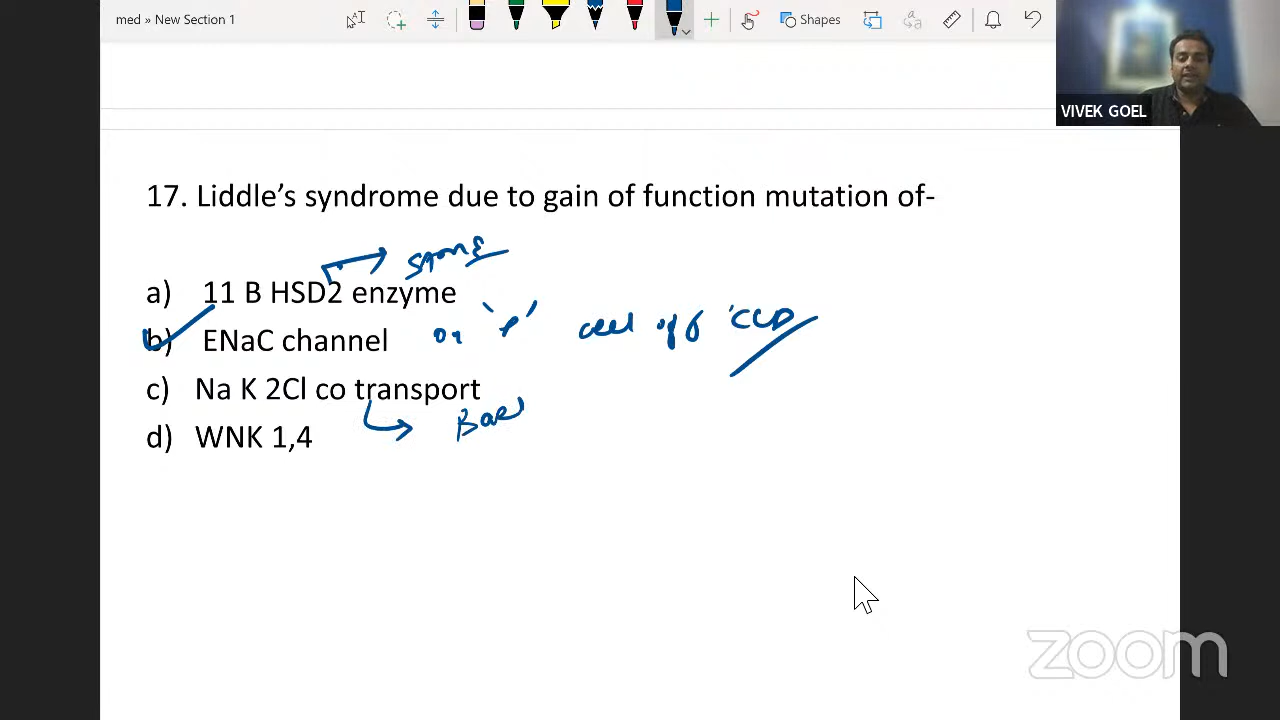 med » New Section 1
Shapes
VIVEK GOEL
17. Liddle’s syndrome due to gain of function mutation of-
SAME
a) 11 B HSD2 enzyme
b) ENaC channel on 'P' cell of CCD
c) Na K 2Cl co transport
d) WNK 1,4
zoom